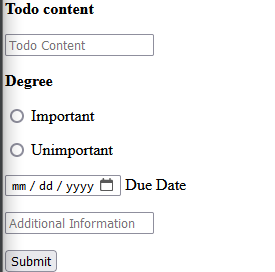 Todo content
Todo Content
Degree
Important
Unimportant
mm / dd / yyyy Due Date
Additional Information
Submit